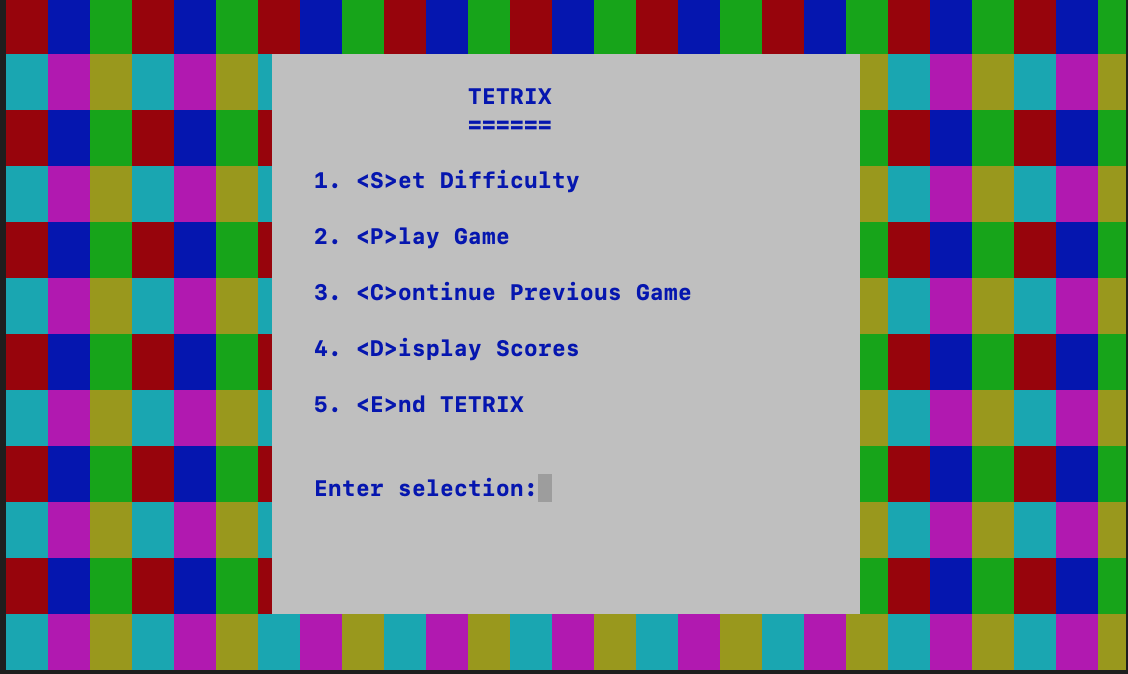 TETRIX
======
1. <S>et Difficulty
2. <P>lay Game
3. <C>ontinue Previous Game
4. <D>isplay Scores
5. <E>nd TETRIX
Enter selection: